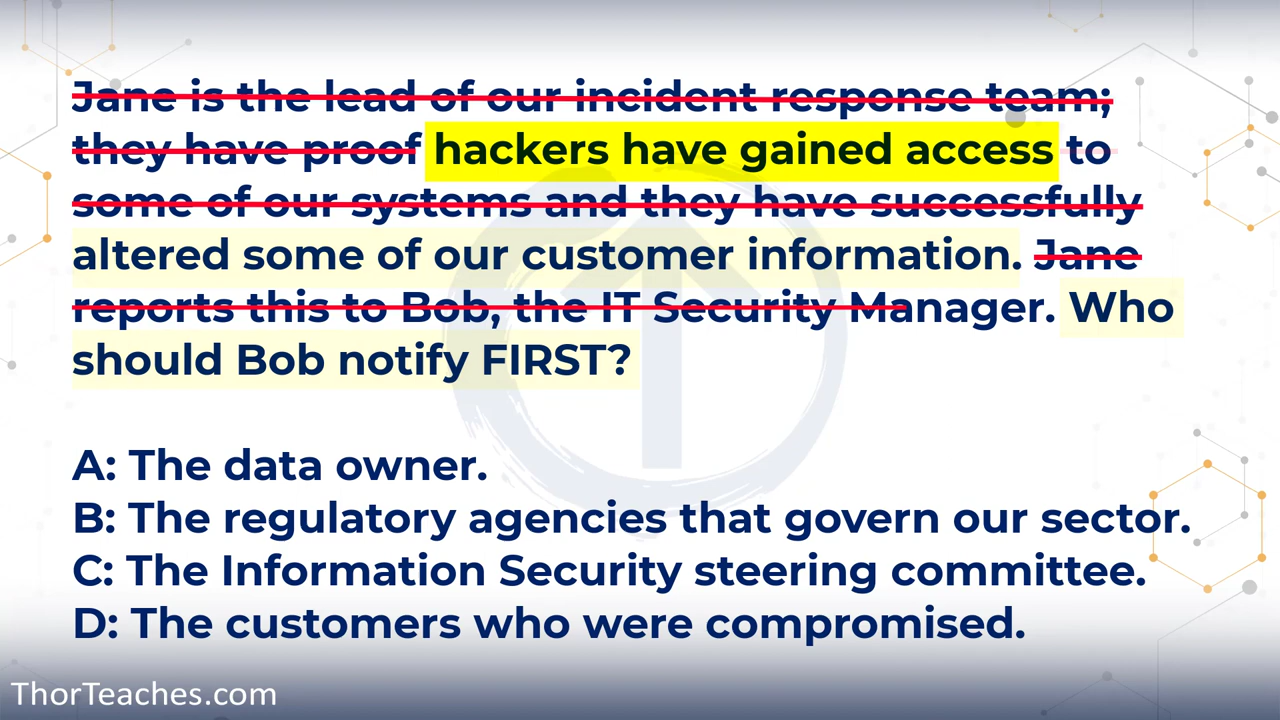 Jane is the lead of our incident response team;
they have proof hackers have gained access to
some of our systems and they have successfully
altered some of our customer information. Jane
reports this to Bob, the IT Security Manager. Who
should Bob notify FIRST?
A: The data owner.
B: The regulatory agencies that govern our sector.
C: The Information Security steering committee.
D: The customers who were compromised.
ThorTeaches.com